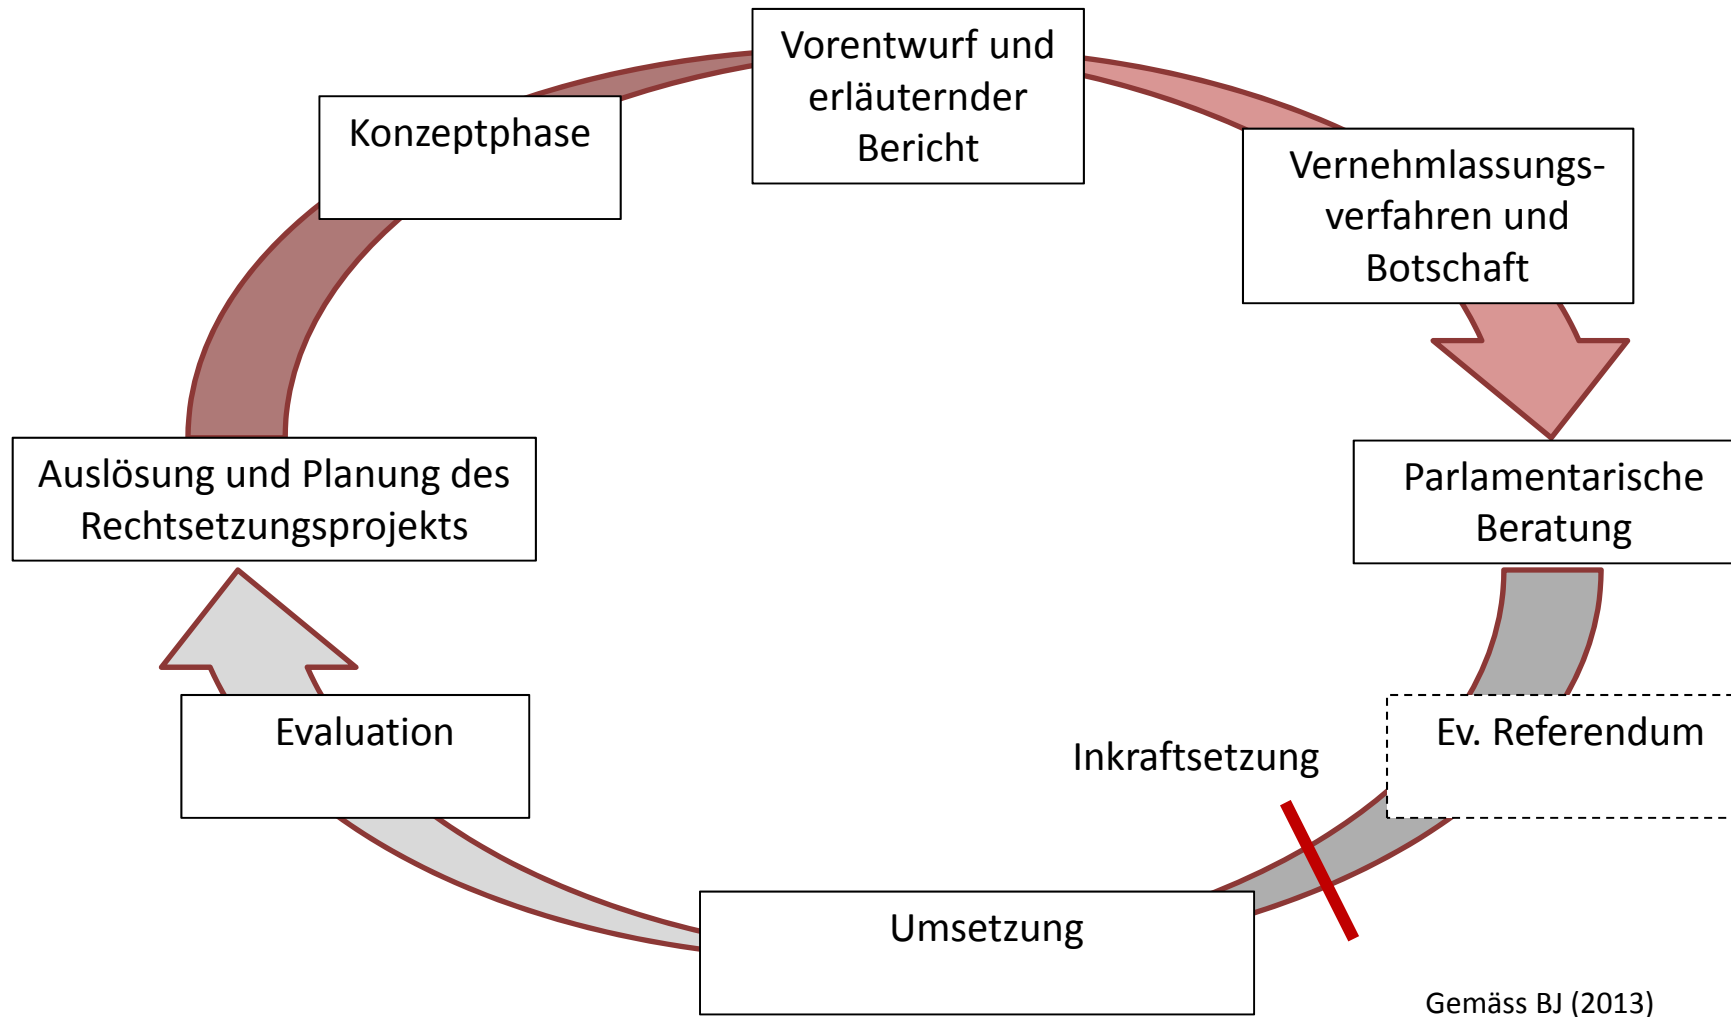 Vorentwurf und
erläuternder
Bericht
Konzeptphase
Vernehmlassungs-
verfahren und
Botschaft
Auslösung und Planung des
Rechtsetzungsprojekts
Parlamentarische
Beratung
Evaluation
Ev. Referendum
Inkraftsetzung
Umsetzung
Gemäss BJ (2013)